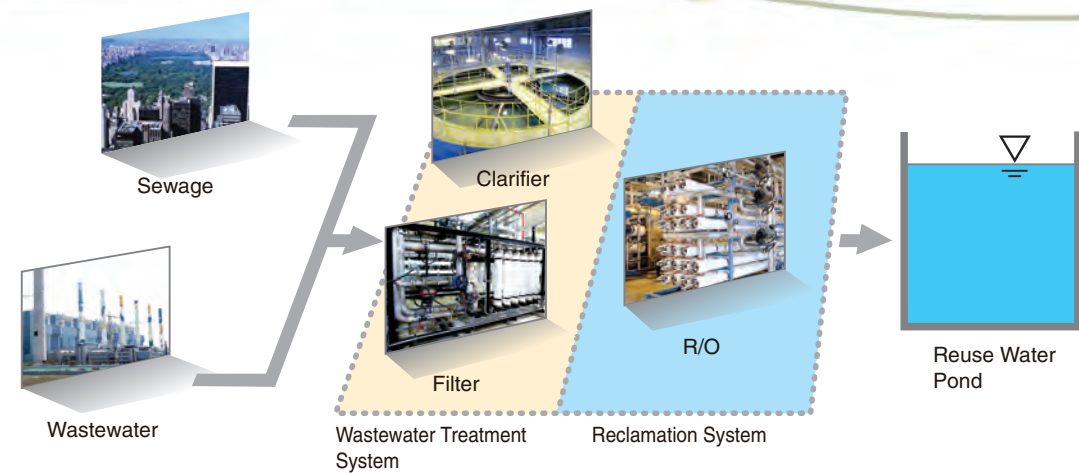 Sewage
Clarifier
Wastewater
Filter
R/O
Reuse Water
Pond
Wastewater Treatment
System
Reclamation System